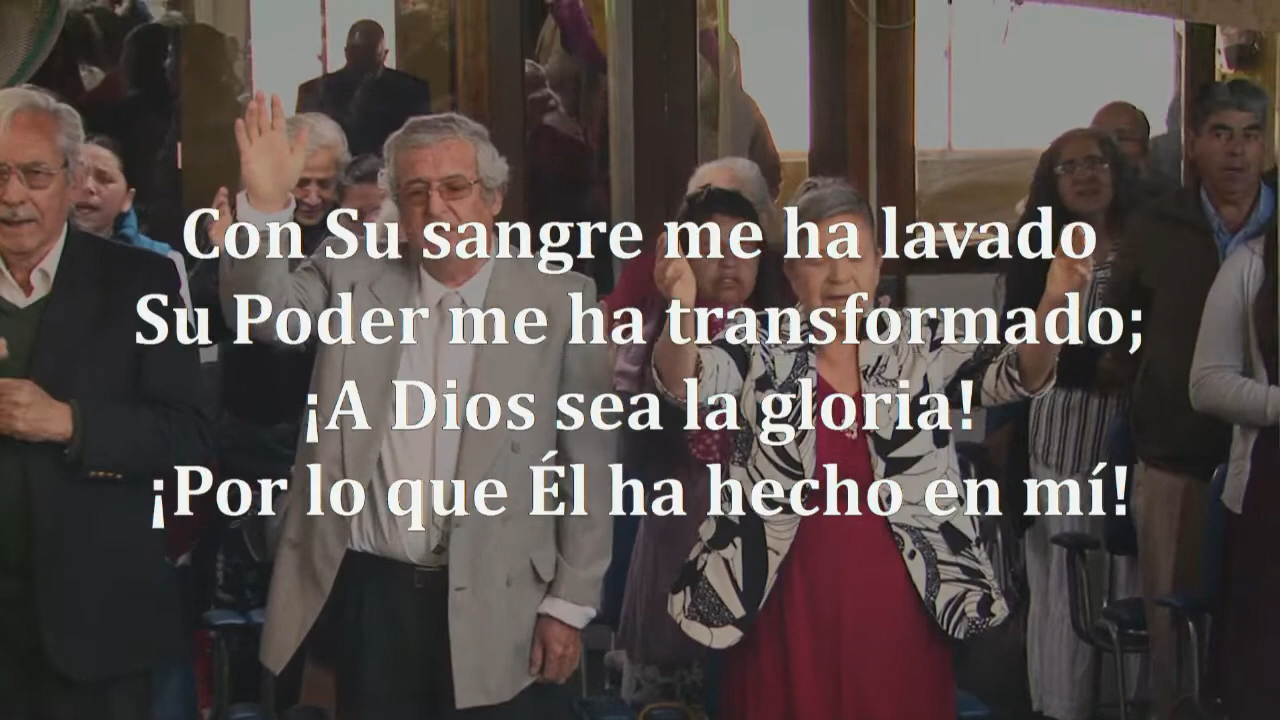 Con Su sangre me ha lavado
Su Poder me ha transformado;
¡A Dios sea la gloria!
¡Por lo que Él ha hecho en mí!